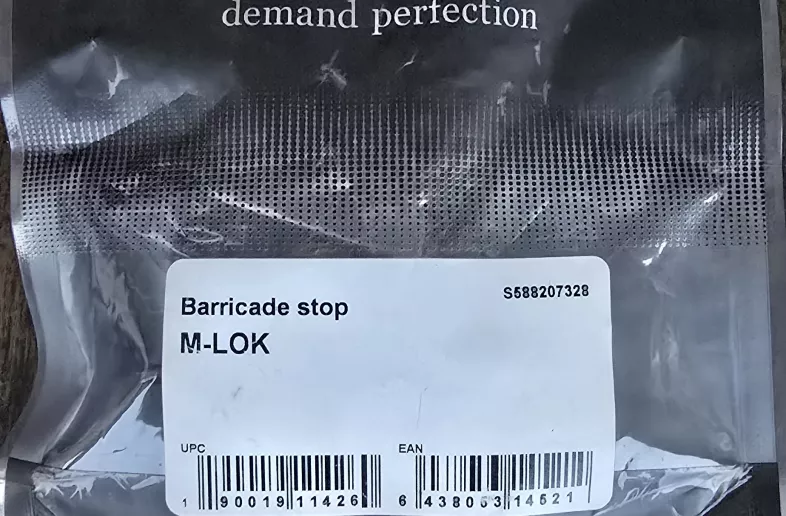 demand perfection
S588207328
Barricade stop
M-LOK
UPC
EAN
1 90019 11426
6 438053 14521